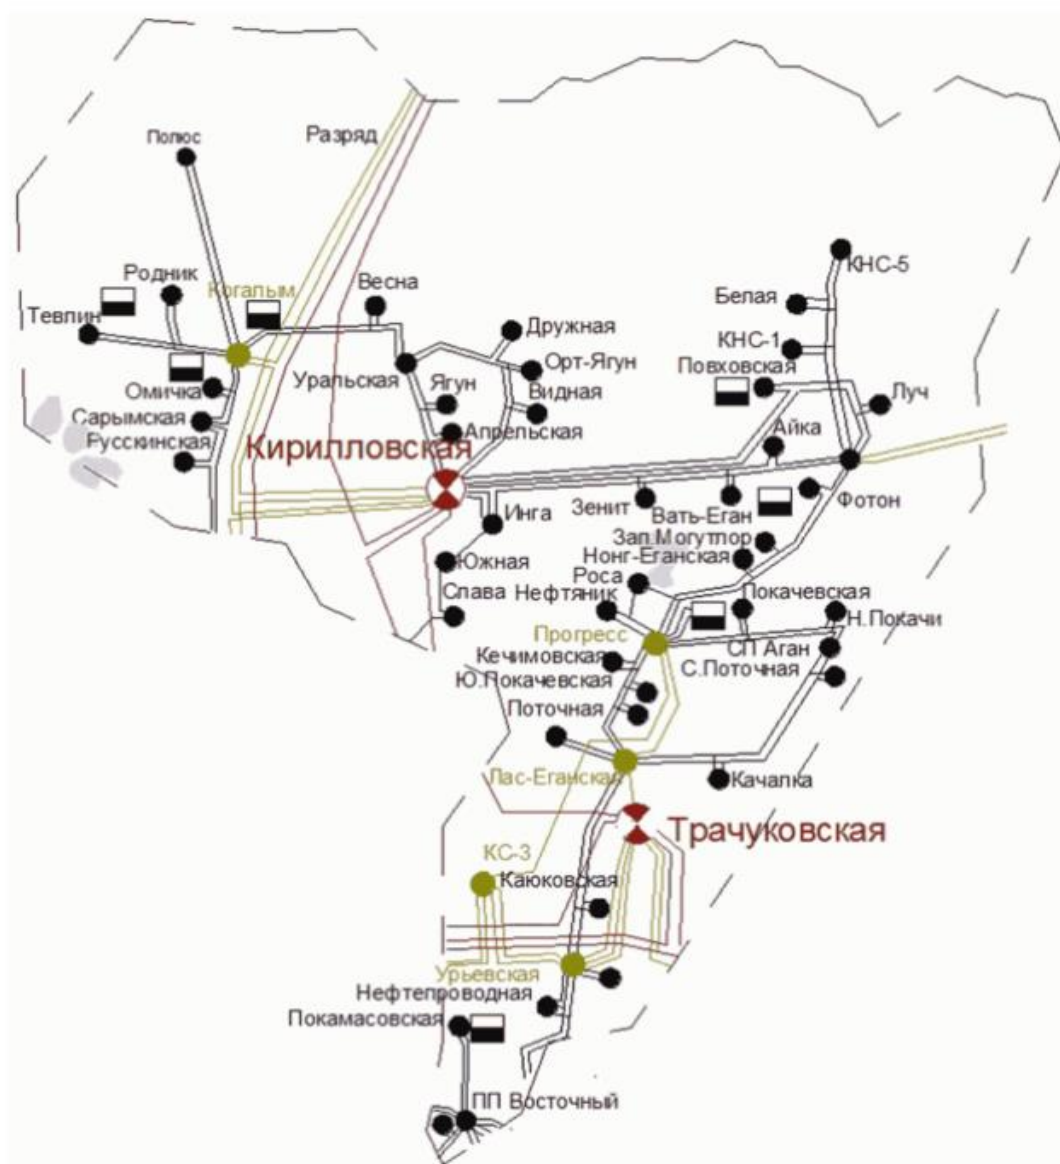 Разряд
Полюс
Родник
Когалым
Весна
КНС-5
Белая
Тевлин
Дружная
КНС-1
Орт-Ягун
Повховская
Уральская
Ягун
Видная
Луч
Омичка
Сарымская
Апрельская
Айка
Русскинская
Кирилловская
Зенит
Вать-Еган
Фотон
Инга
Зап.Могутлор
Нонг-Еганская
Южная
Роса
Слава
Нефтяник
Покачевская
Н.Покачи
Прогресс
СП Аган
Кечимовская
С.Поточная
Ю.Покачевская
Поточная
Лас-Еганская
Качалка
Трачуковская
КС-3
Каюковская
Урьевская
Нефтепроводная
Покамасовская
ПП Восточный